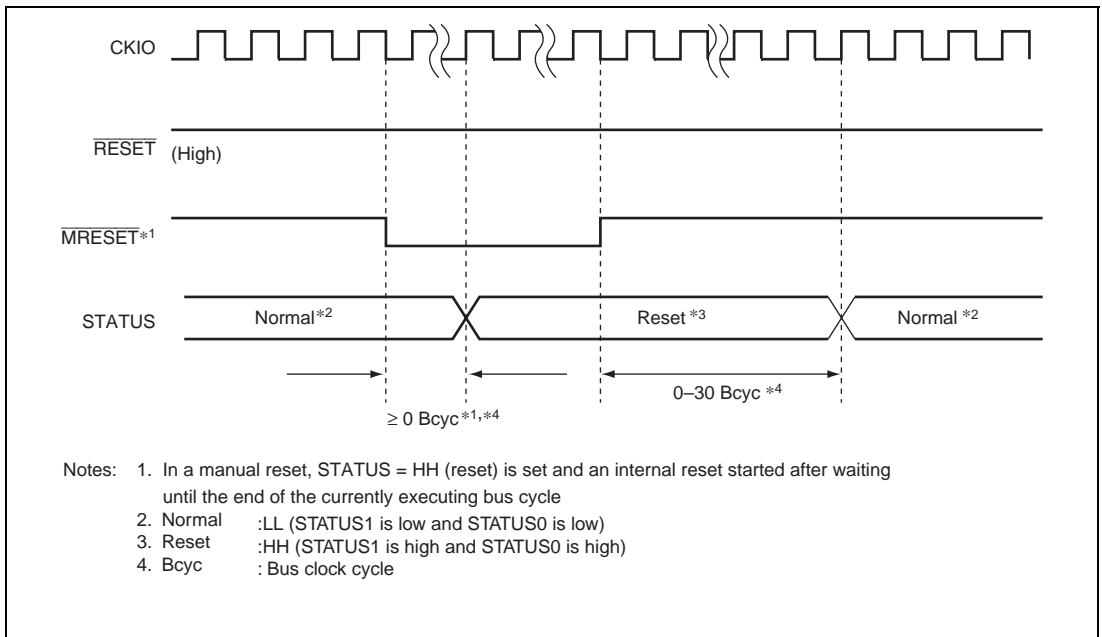 CKIO
RESET (High)
MRESET*1
STATUS Normal*2 Reset *3 Normal *2
0–30 Bcyc *4
≥ 0 Bcyc*1,*4
Notes: 1. In a manual reset, STATUS = HH (reset) is set and an internal reset started after waiting
until the end of the currently executing bus cycle
2. Normal :LL (STATUS1 is low and STATUS0 is low)
3. Reset :HH (STATUS1 is high and STATUS0 is high)
4. Bcyc : Bus clock cycle